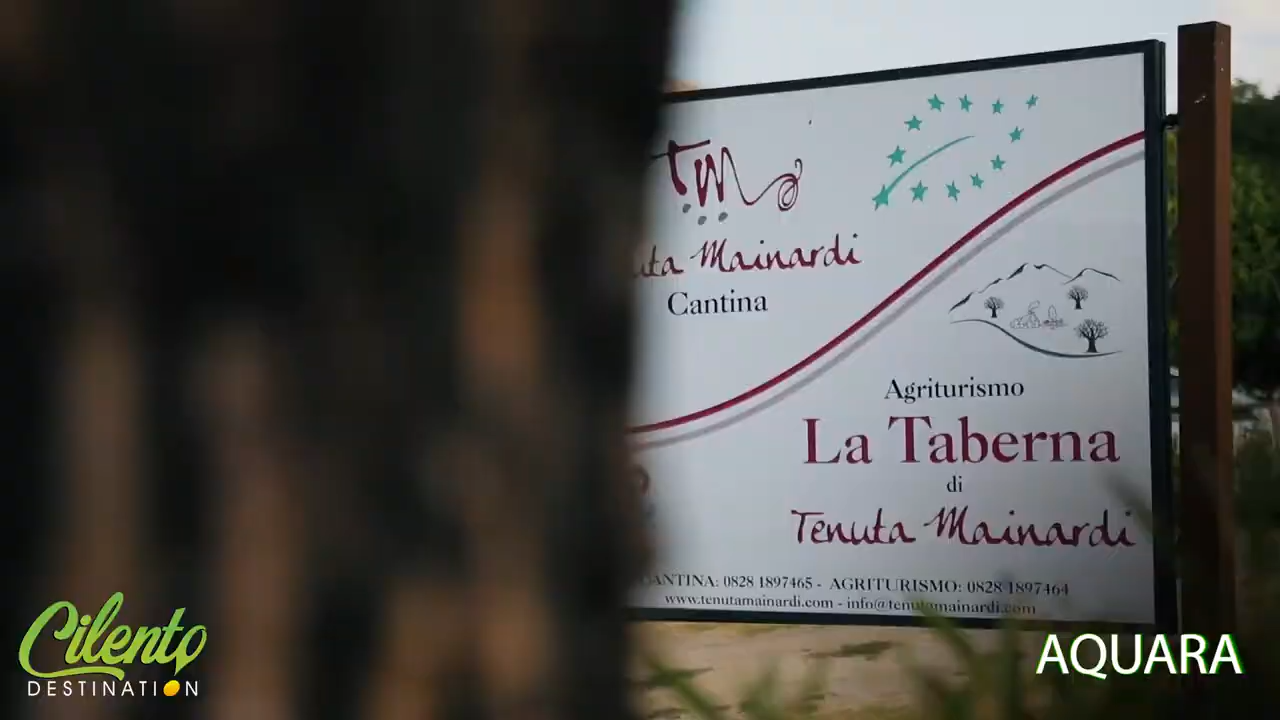 Tma
uta Mainardi
Cantina
Agriturismo
La Taberna
di
Tenuta Mainardi
CANTINA: 0828 1897465 - AGRITURISMO: 0828 1897464
www.tenutamainardi.com - info@tenutamainardi.com
Cilento
DESTINATION
AQUARA